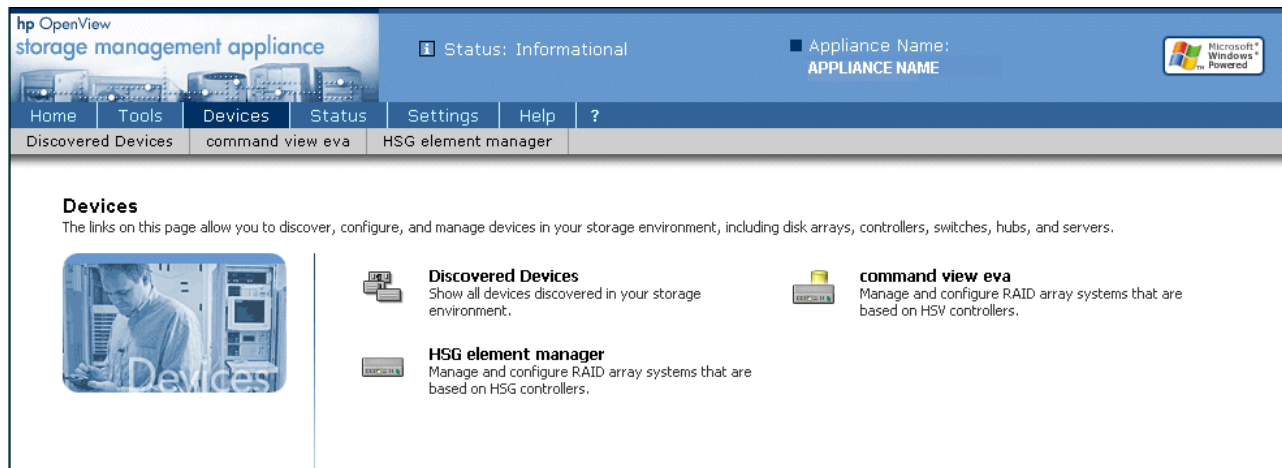 hp OpenView
storage management appliance
i Status: Informational
Appliance Name:
APPLIANCE NAME
Microsoft®
Windows®
TM Powered
Home Tools Devices Status Settings Help ?
Discovered Devices command view eva HSG element manager
Devices
The links on this page allow you to discover, configure, and manage devices in your storage environment, including disk arrays, controllers, switches, hubs, and servers.
Devices
Discovered Devices
Show all devices discovered in your storage
environment.
command view eva
Manage and configure RAID array systems that are
based on HSV controllers.
HSG element manager
Manage and configure RAID array systems that are
based on HSG controllers.